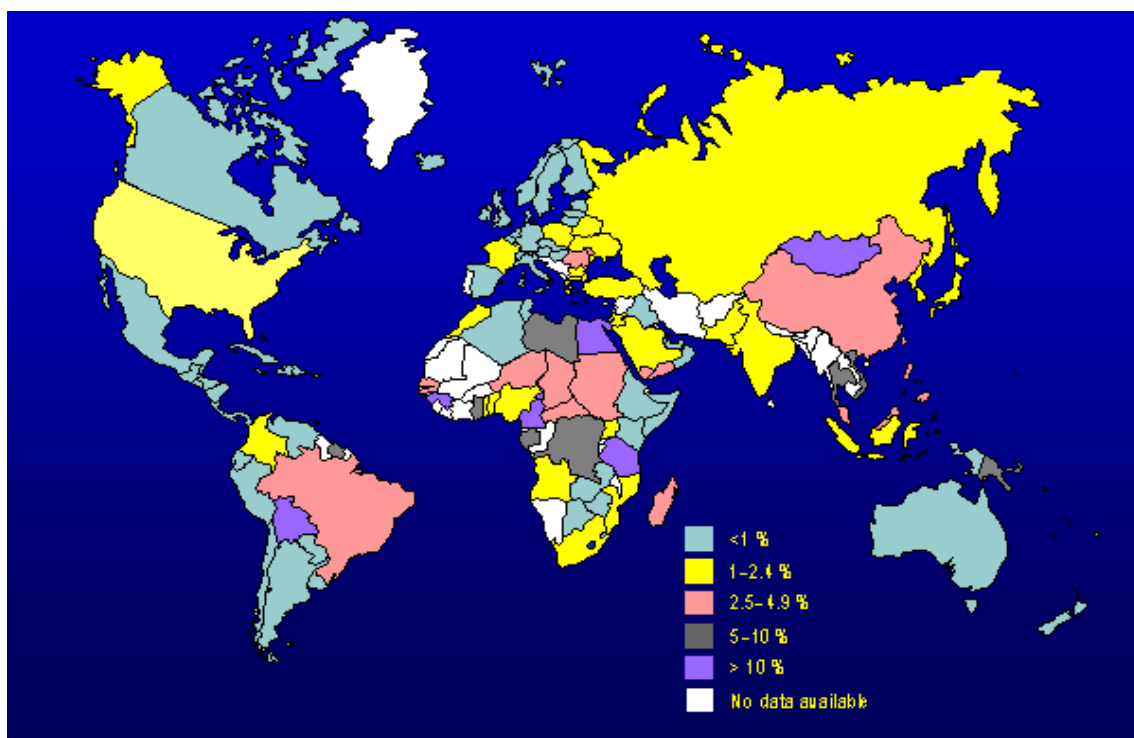 <1 %
1-2.4 %
2.5-4.9 %
5-10 %
> 10 %
No data available